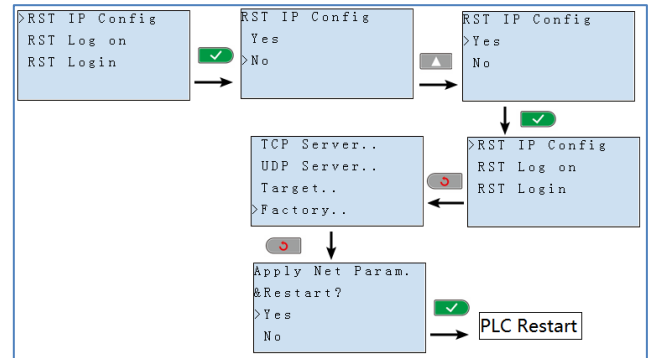 >RST IP Config
RST Log on
RST Login
RST IP Config
Yes
>No
RST IP Config
>Yes
No
>RST IP Config
RST Log on
RST Login
TCP Server..
UDP Server..
Target..
>Factory..
Apply Net Param.
&Restart?
>Yes
No
PLC Restart